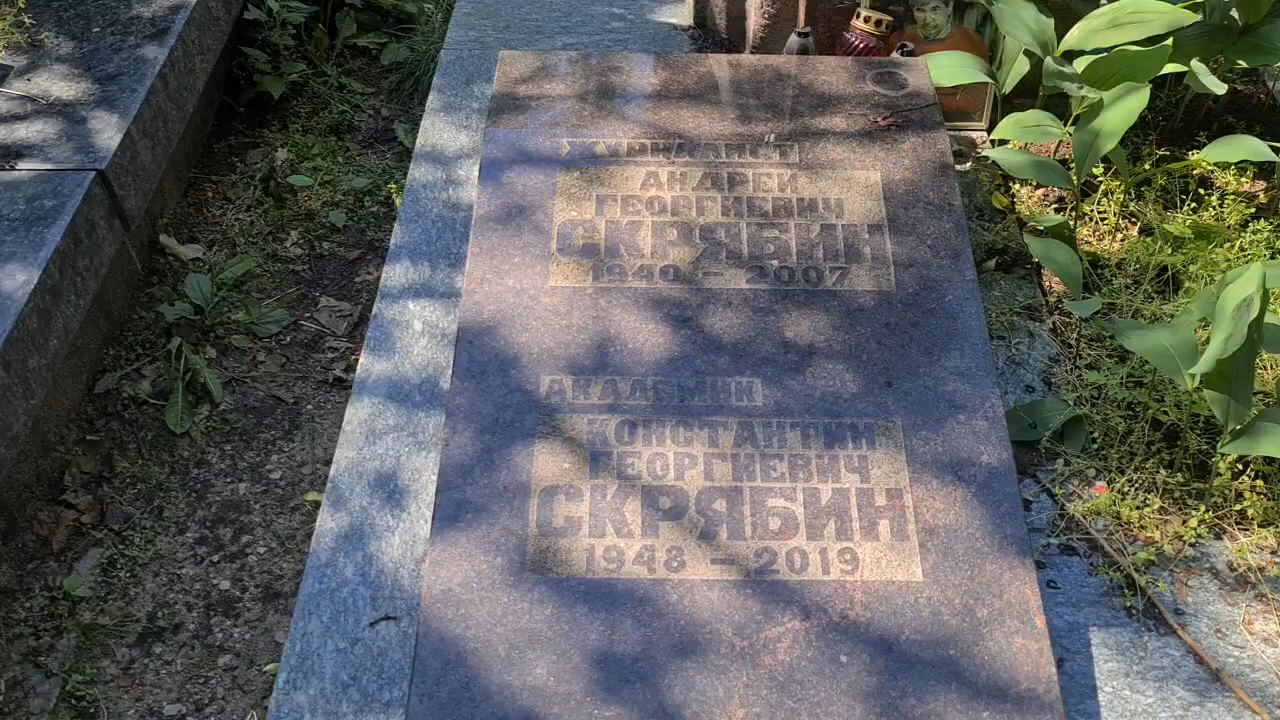 ЖУРНАЛИСТ
АНДРЕЙ
ГЕОРГИЕВИЧ
СКРЯБИН
1940 - 2007
АКАДЕМИК
КОНСТАНТИН
ГЕОРГИЕВИЧ
СКРЯБИН
1948 - 2019